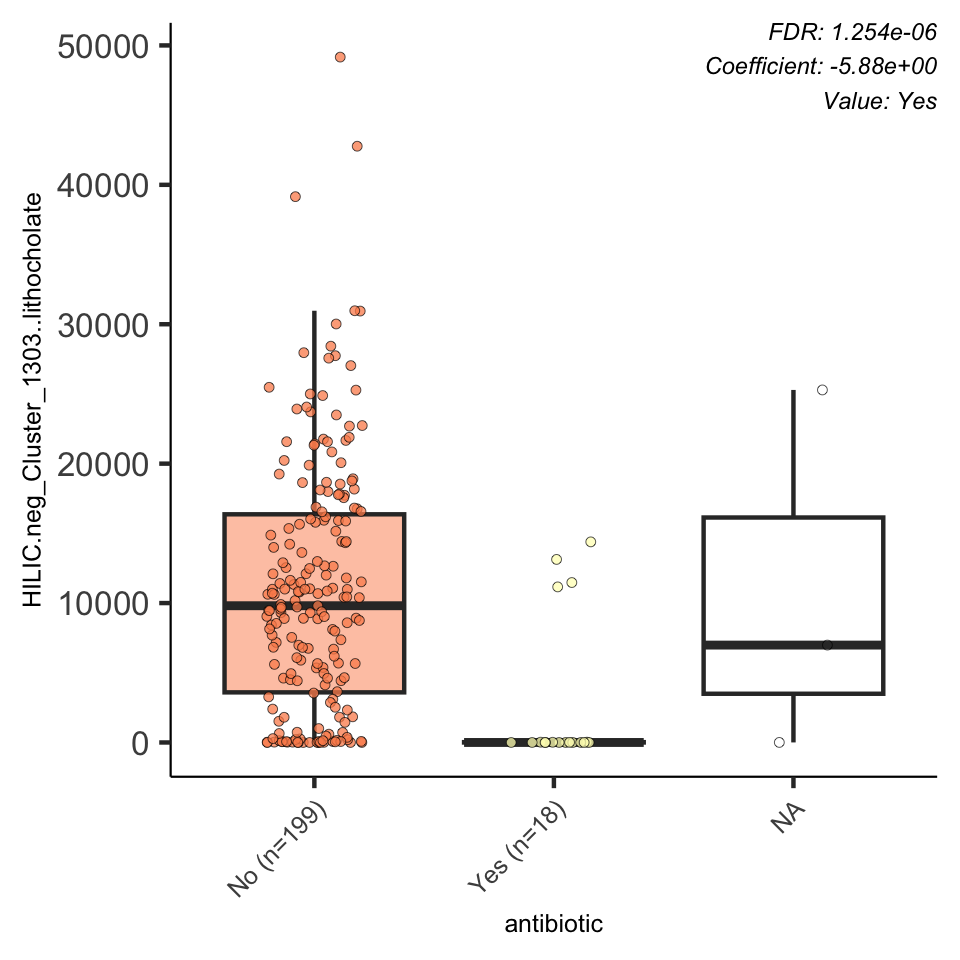 FDR: 1.254e-06
Coefficient: -5.88e+00
Value: Yes
HILIC.neg_Cluster_1303..lithocholate
50000
40000
30000
20000
10000
0
No (n=199)
Yes (n=18)
NA
antibiotic